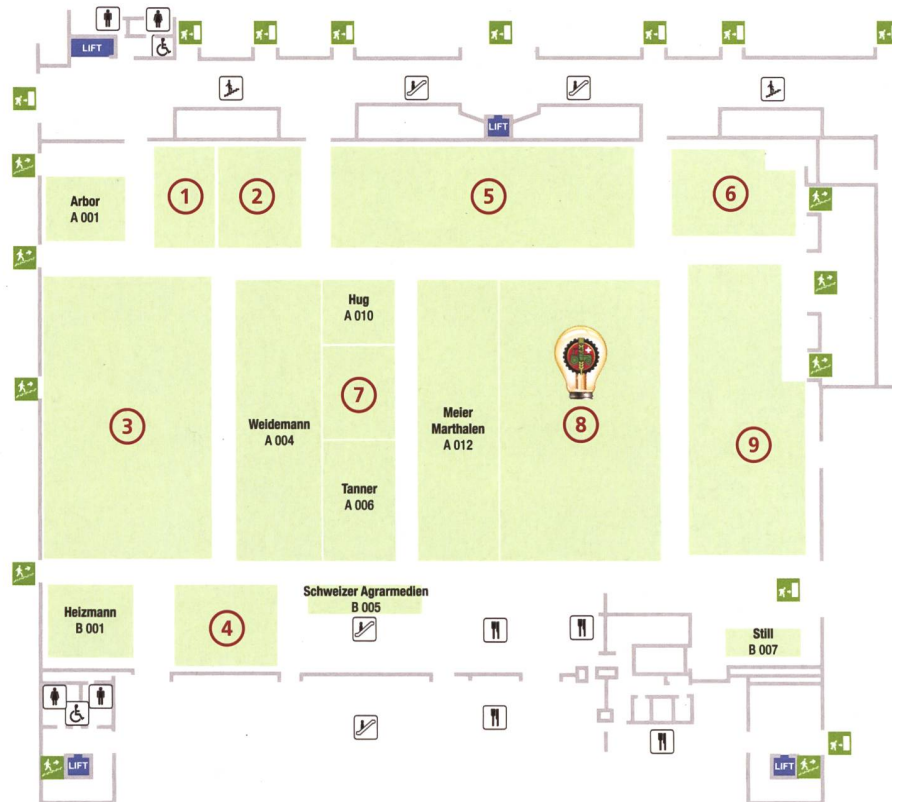 LIFT
LIFT
1
2
5
6
Arbor
A 001
Hug
A 010
3
Weidemann
A 004
7
Meier
Marthalen
A 012
8
9
Tanner
A 006
Heizmann
B 001
4
Schweizer Agrarmedien
B 005
Still
B 007
LIFT
LIFT